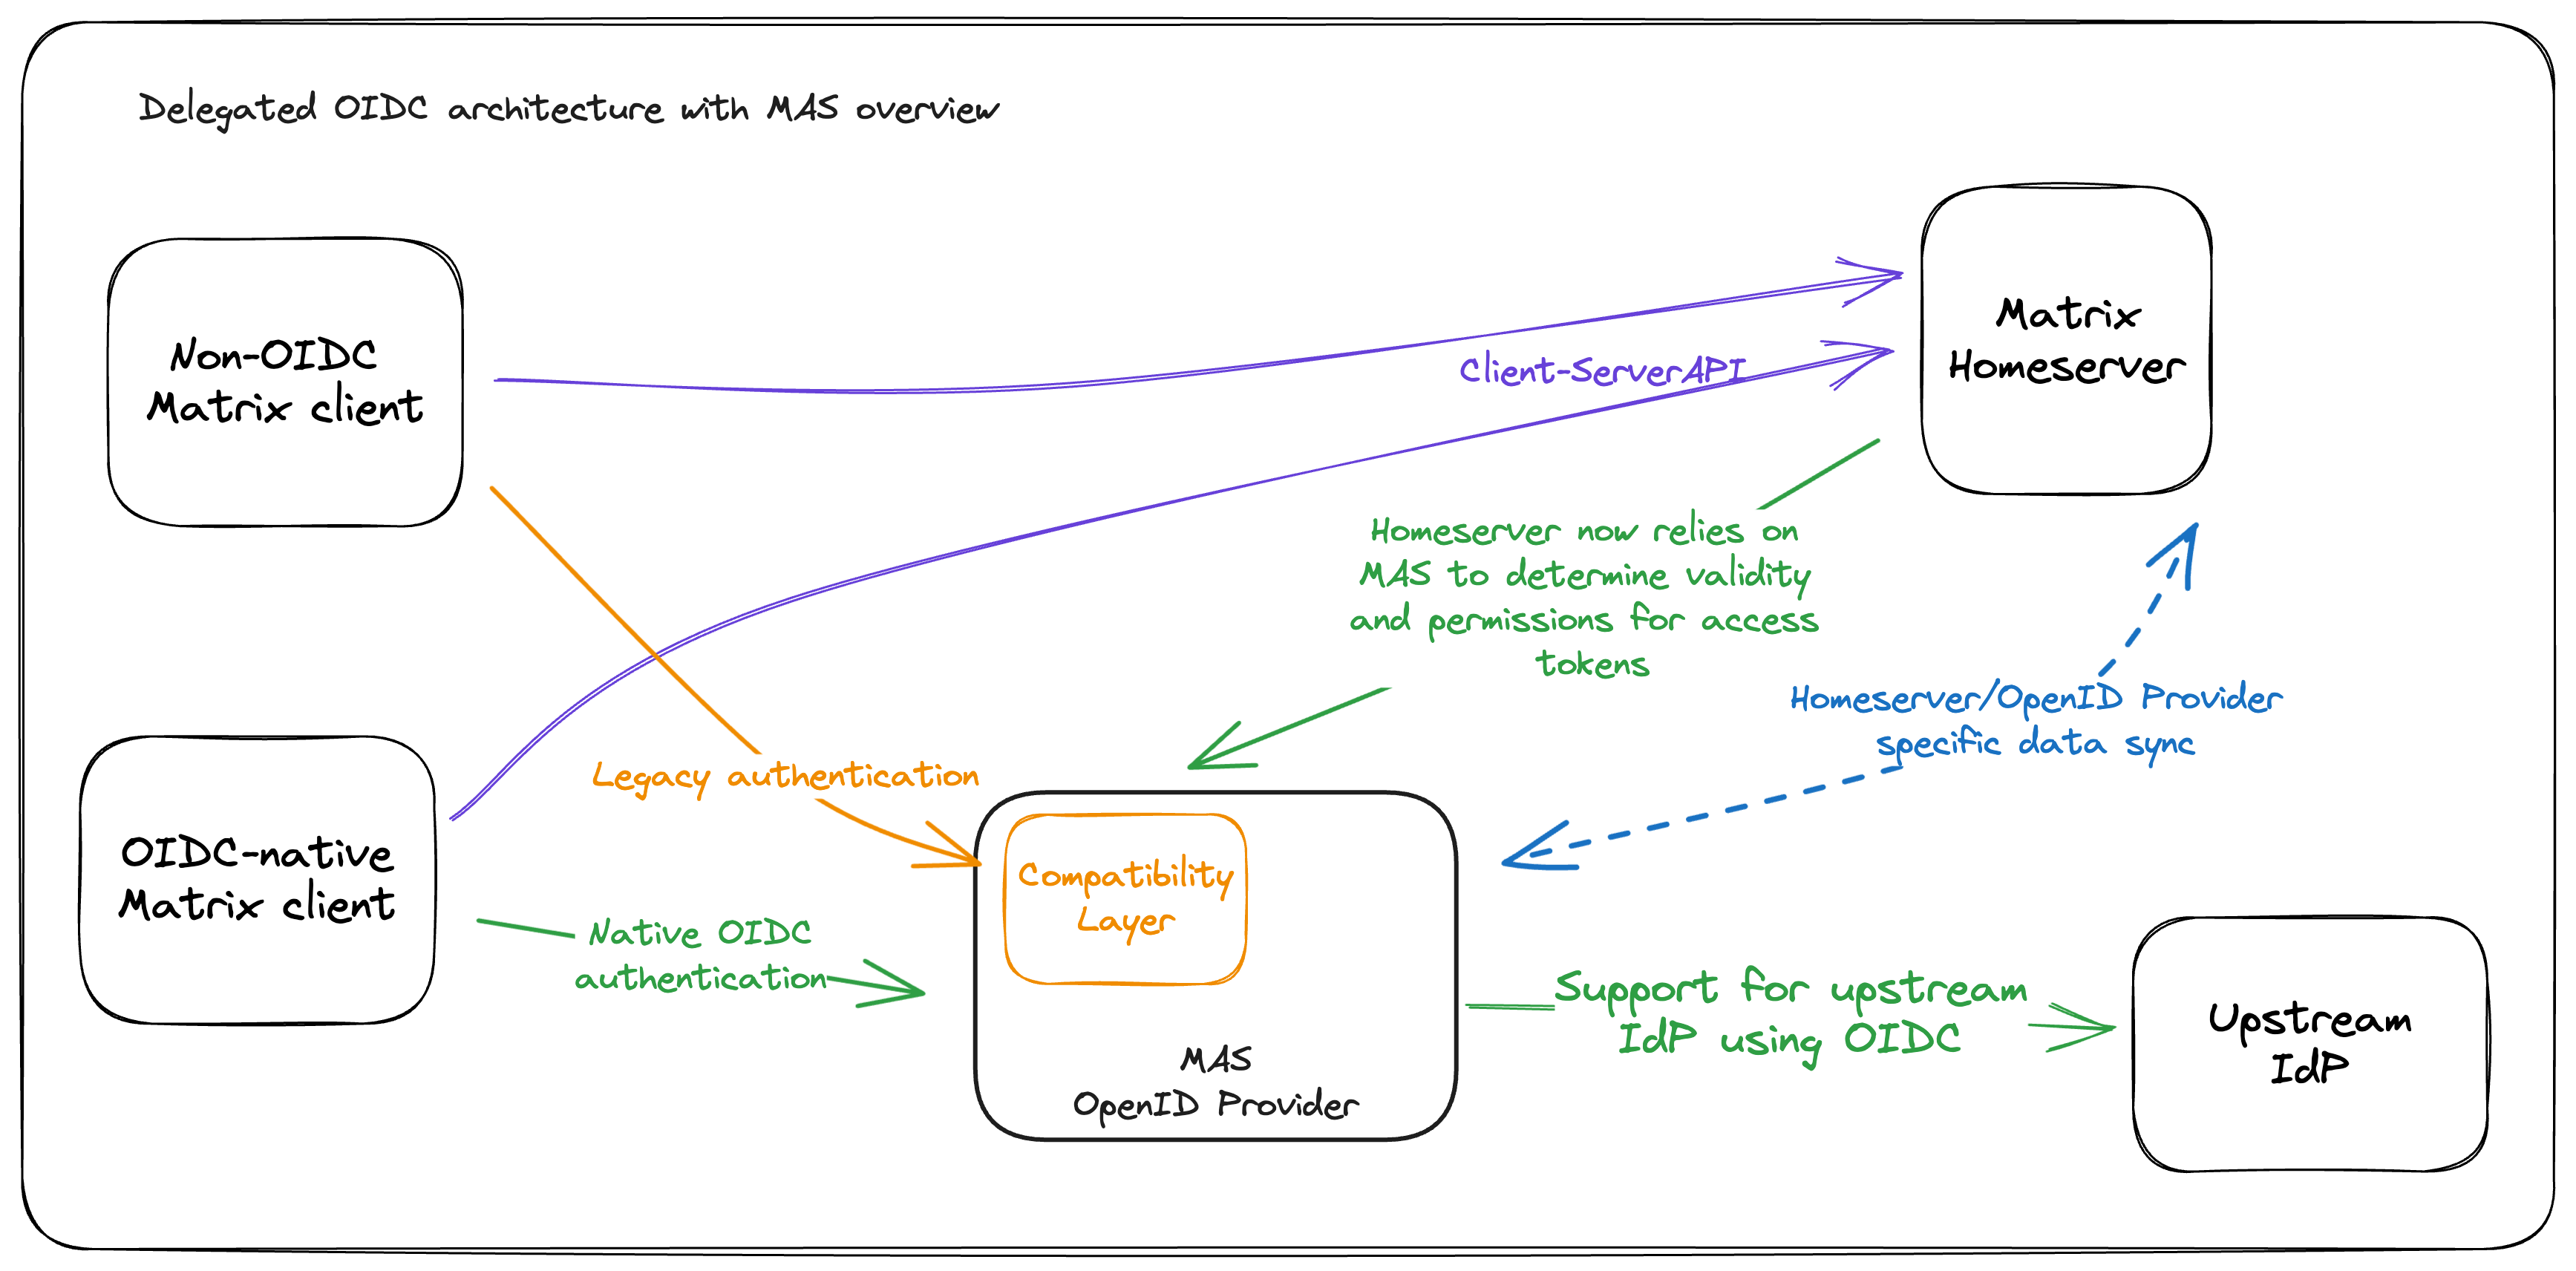 Delegated OIDC architecture with MAS overview
Non-OIDC
Matrix client
Client-ServerAPI
Matrix
Homeserver
Homeserver now relies on
MAS to determine validity
and permissions for access
tokens
Homeserver/OpenID Provider
specific data sync
Legacy authentication
OIDC-native
Matrix client
Native OIDC
authentication
Compatibility
Layer
MAS
OpenID Provider
Support for upstream
IdP using OIDC
Upstream
IdP